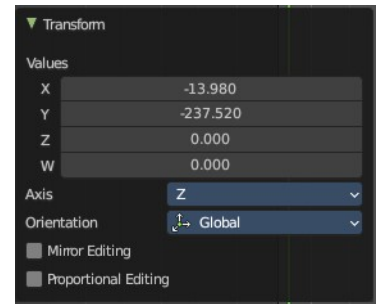 Transform
Values
X -13.980
Y -237.520
Z 0.000
W 0.000
Axis Z
Orientation Global
Mirror Editing
Proportional Editing